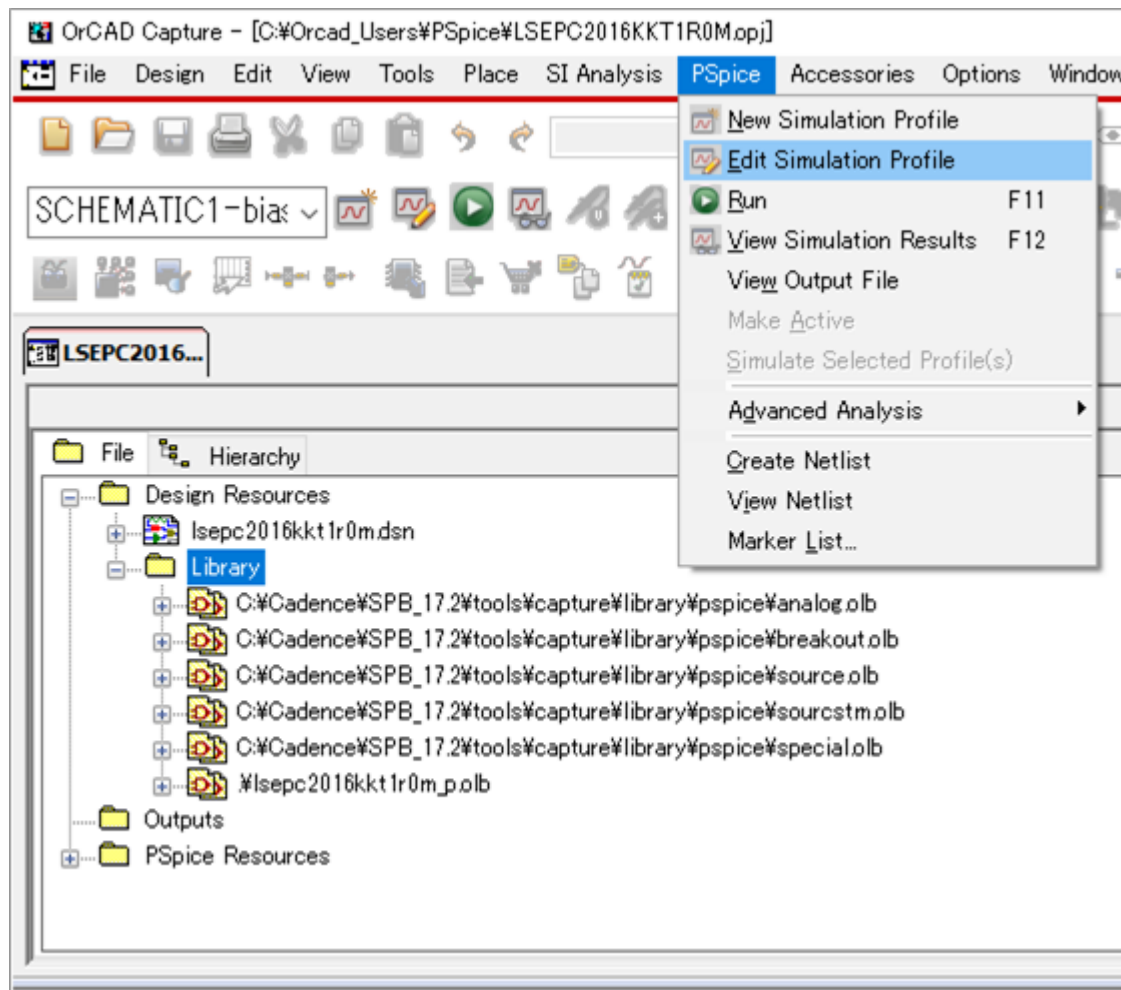 OrCAD Capture - [C:¥Orcad_Users¥PSpice¥LSEPC2016KKT1R0M.opj]
File Design Edit View Tools Place SI Analysis PSpice Accessories Options Window
New Simulation Profile
Edit Simulation Profile
SCHEMATIC1-bias
Run F11
View Simulation Results F12
View Output File
Make Active
LSEPC2016...
Simulate Selected Profile(s)
Advanced Analysis
File Hierarchy
Create Netlist
Design Resources
View Netlist
lsepc2016kkt1r0m.dsn
Marker List...
Library
C:¥Cadence¥SPB_17.2¥tools¥capture¥library¥pspice¥analog.olb
C:¥Cadence¥SPB_17.2¥tools¥capture¥library¥pspice¥breakout.olb
C:¥Cadence¥SPB_17.2¥tools¥capture¥library¥pspice¥source.olb
C:¥Cadence¥SPB_17.2¥tools¥capture¥library¥pspice¥sourcstm.olb
C:¥Cadence¥SPB_17.2¥tools¥capture¥library¥pspice¥special.olb
.¥lsepc2016kkt1r0m_p.olb
Outputs
PSpice Resources